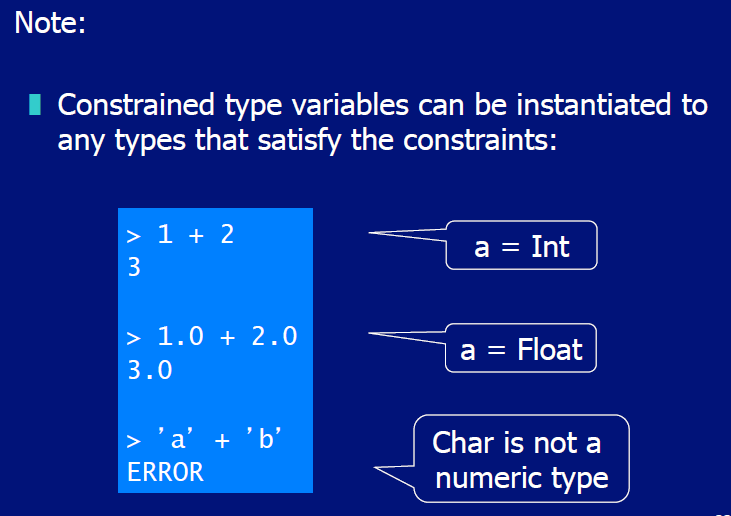 Note:
Constrained type variables can be instantiated to
any types that satisfy the constraints:
> 1 + 2
3
a = Int
> 1.0 + 2.0
3.0
a = Float
> ’a’ + ’b’
ERROR
Char is not a
numeric type